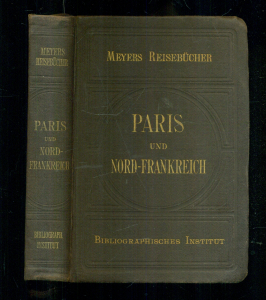 MEYERS
REISEBÜCHER
PARIS
UND
NORD-
FRANKREICH
BIBLIOGRAPH.
INSTITUT
MEYERS REISEBÜCHER
PARIS
UND
NORD-FRANKREICH
BIBLIOGRAPHISCHES INSTITUT